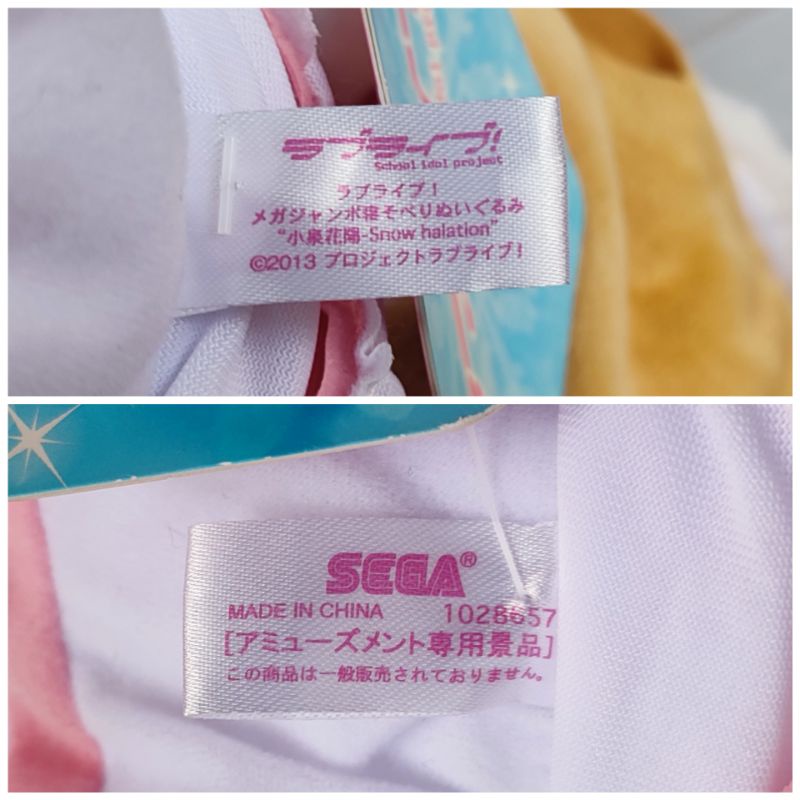 ラブライブ!
School idol project
ラブライブ!
メガジャンボ寝そべりぬいぐるみ
“小泉花陽-Snow halation”
©2013 プロジェクトラブライブ!
SEGA®
MADE IN CHINA 1028657
[アミューズメント専用景品]
この商品は一般販売されておりません。